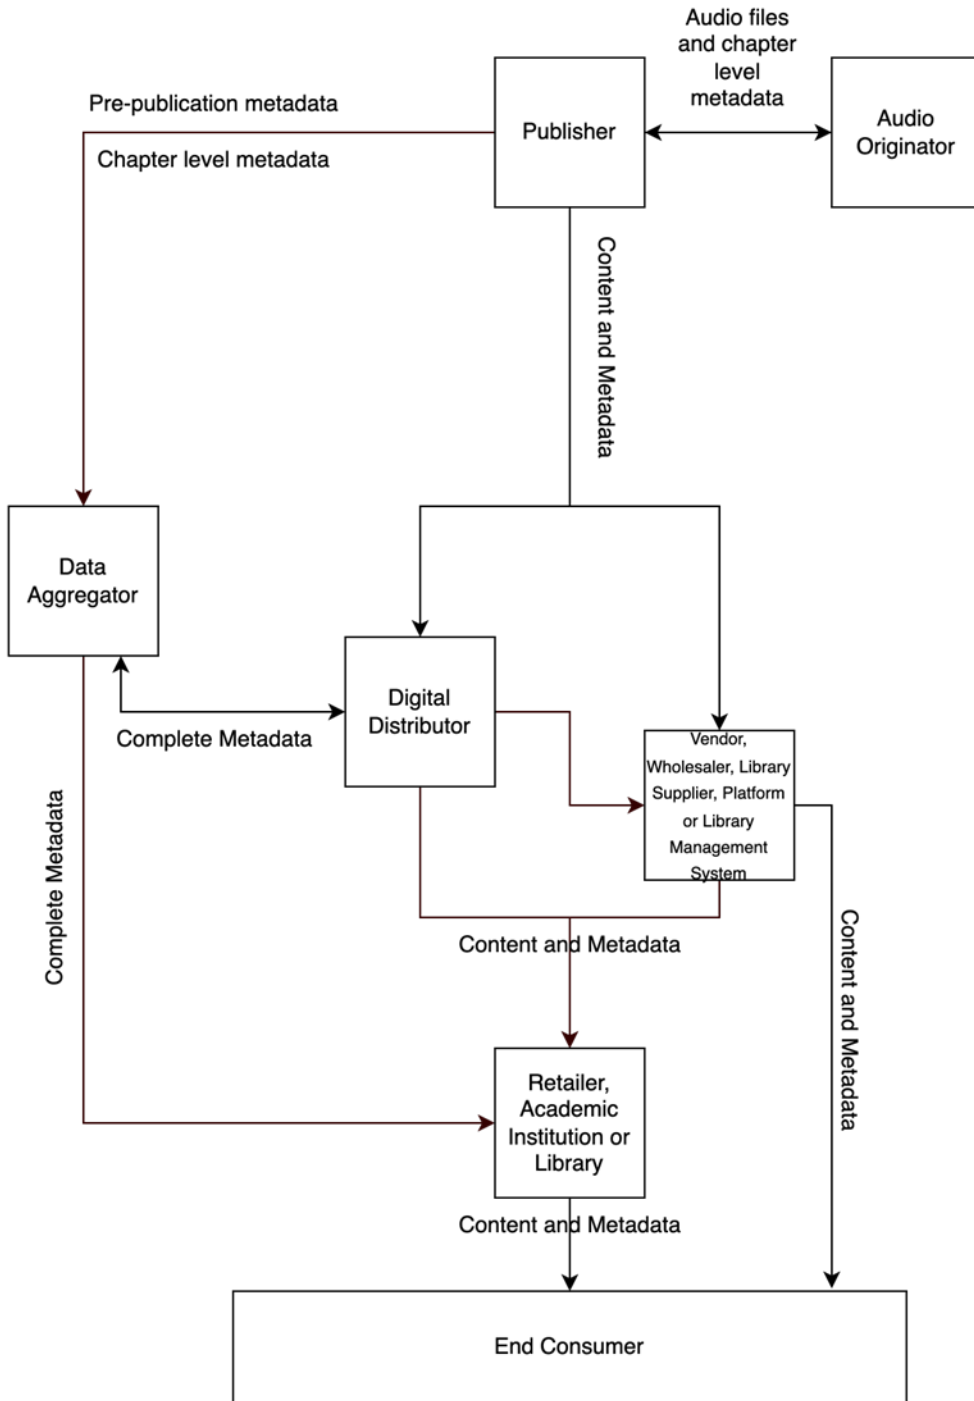 Audio files
and chapter
level
metadata
Pre-publication metadata
Publisher
Audio
Originator
Chapter level metadata
Content and Metadata
Data
Aggregator
Digital
Distributor
Complete Metadata
Vendor,
Wholesaler, Library
Supplier, Platform
or Library
Management
System
Complete Metadata
Content and Metadata
Content and Metadata
Retailer,
Academic
Institution or
Library
Content and Metadata
End Consumer